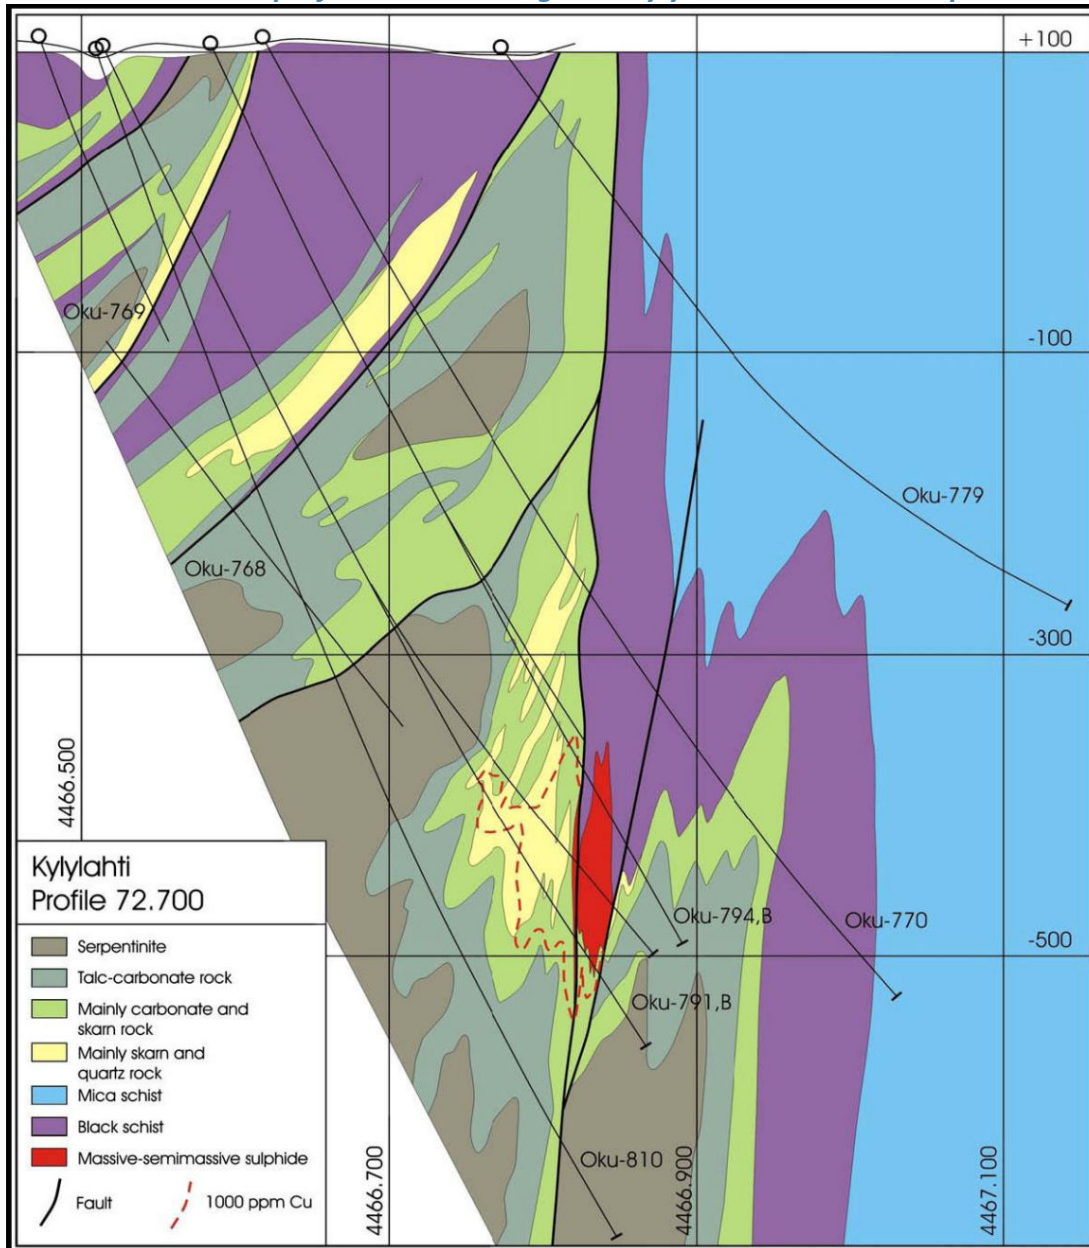 +100
Oku-769
-100
Oku-779
Oku-768
-300
4466.500
Kylylahti
Profile 72.700
Serpentinite
Talc-carbonate rock
Mainly carbonate and
skarn rock
Mainly skarn and
quartz rock
Mica schist
Black schist
Massive-semimassive sulphide
Fault
1000 ppm Cu
Oku-794,B
Oku-770
-500
Oku-791,B
Oku-810
4466.700
4466.900
4467.100